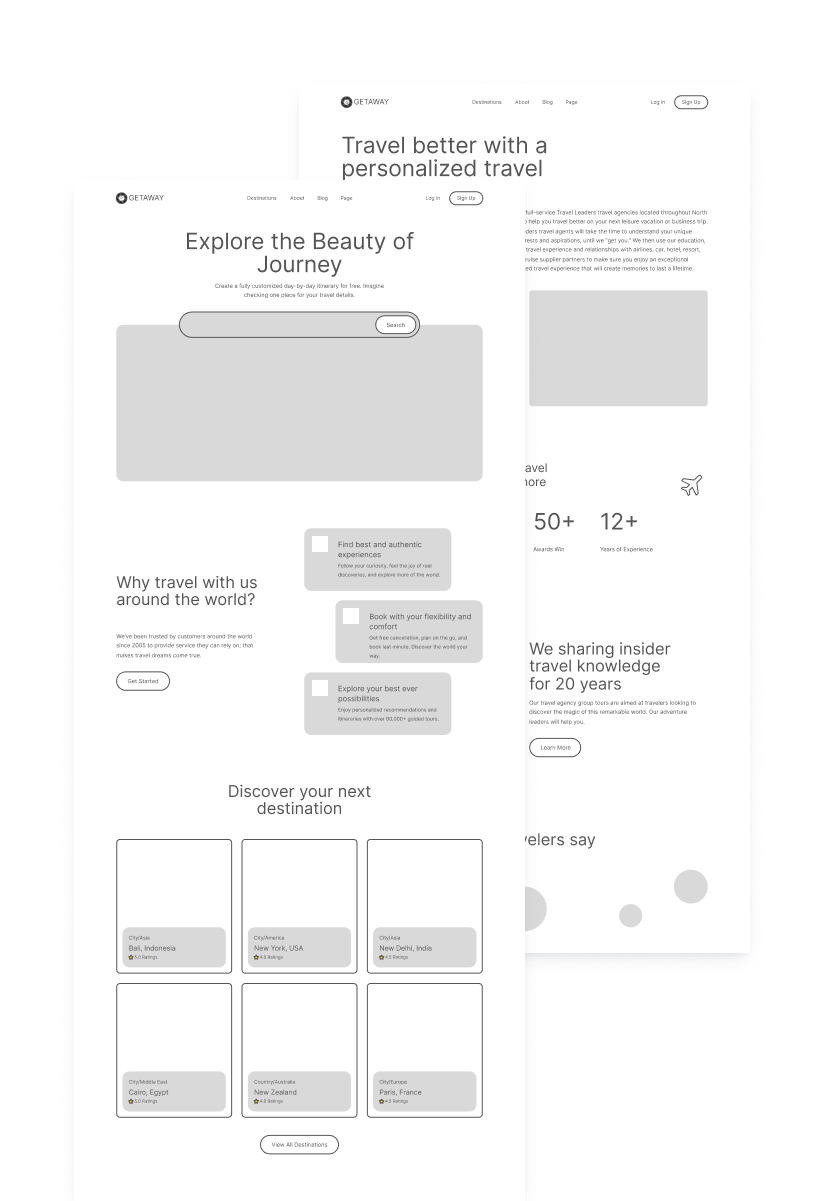 GETAWAY
Destinations About Blog Page
Log in
Sign Up
Travel better with a
personalized travel
full-service Travel Leaders travel agencies located throughout North
help you travel better on your next leisure vacation or business trip.
travel agents will take the time to understand your unique
and aspirations, until we "get you." We then use our education,
travel experience and relationships with airlines, car, hotel, resort,
supplier partners to make sure you enjoy an exceptional
travel experience that will create memories to last a lifetime.
50+
12+
Awards Win
Years of Experience
We sharing insider
travel knowledge
for 20 years
Our travel agency group tours are aimed at travelers looking to
discover the magic of this remarkable world. Our adventure
leaders will help you.
Learn More
say
GETAWAY
Destinations About Blog Page
Log in
Sign Up
Explore the Beauty of
Journey
Create a fully customized day-by-day itinerary for free. Imagine
checking one place for your travel details.
Search
Why travel with us
around the world?
We've been trusted by customers around the world
since 2005 to provide service they can rely on; that
makes travel dreams come true.
Get Started
Find best and authentic
experiences
Follow your curiosity, feel the joy of real
discoveries, and explore more of the world.
Book with your flexibility and
comfort
Get free cancellation, plan on the go, and
book last minute. Discover the world your
way.
Explore your best ever
possibilities
Enjoy personalized recommendations and
itineraries with over 80,000+ guided tours.
Discover your next
destination
City/Asia
Bali, Indonesia
5.0 Ratings
City/America
New York, USA
4.9 Ratings
City/Asia
New Delhi, India
4.5 Ratings
City/Middle East
Cairo, Egypt
5.0 Ratings
Country/Australia
New Zealand
4.9 Ratings
City/Europe
Paris, France
4.5 Ratings
View All Destinations